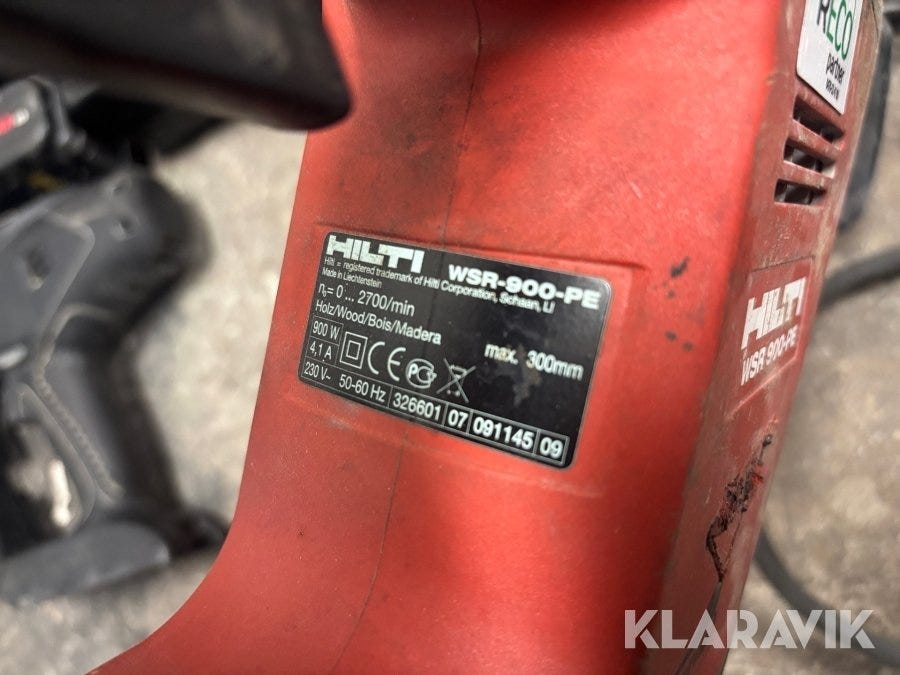 RECO
partner
HILTI WSR-900-PE
Hilti = registered trademark of Hilti Corporation, Schaan, LI
Made in Liechtenstein
n₀= 0 ... 2700/min
Holz/Wood/Bois/Madera max. 300mm
900 W
4,1 A CE
230 V~ 50-60 Hz 326601 07 091145 09
HILTI
WSR 900-PE
KLARAVIK